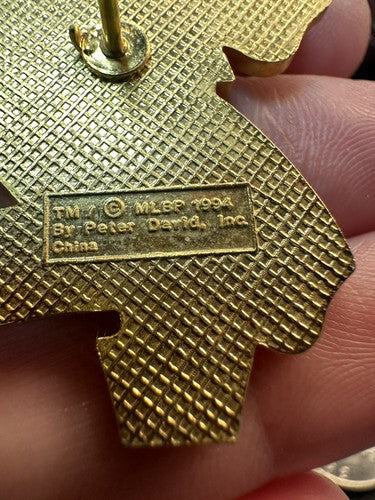 TM / © MLBP 1994
By Peter David, Inc.
China